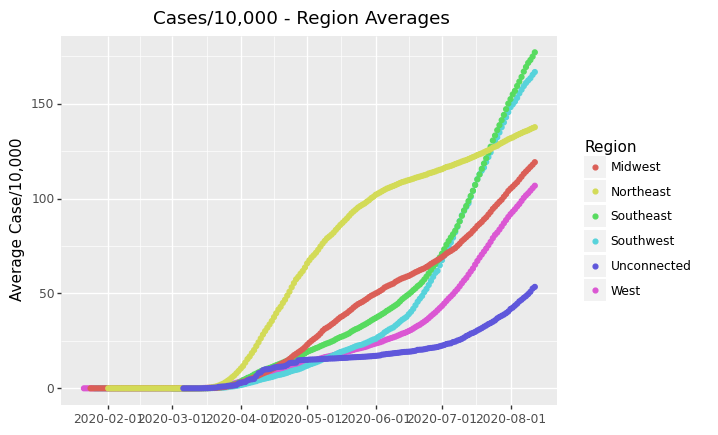 Cases/10,000 - Region Averages
Average Case/10,000
150
100
50
0
2020-02-01
2020-03-01
2020-04-01
2020-05-01
2020-06-01
2020-07-01
2020-08-01
Region
Midwest
Northeast
Southeast
Southwest
Unconnected
West